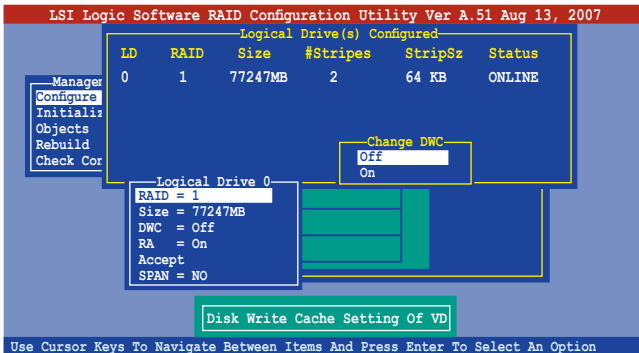 LSI Logic Software RAID Configuration Utility Ver A.51 Aug 13, 2007
Logical Drive(s) Configured
LD RAID Size #Stripes StripSz Status
0 1 77247MB 2 64 KB ONLINE
Managem
Configure
Initializ
Objects
Rebuild
Check Con
Change DWC
Off
On
Logical Drive 0
RAID = 1
Size = 77247MB
DWC = Off
RA = On
Accept
SPAN = NO
Disk Write Cache Setting Of VD
Use Cursor Keys To Navigate Between Items And Press Enter To Select An Option